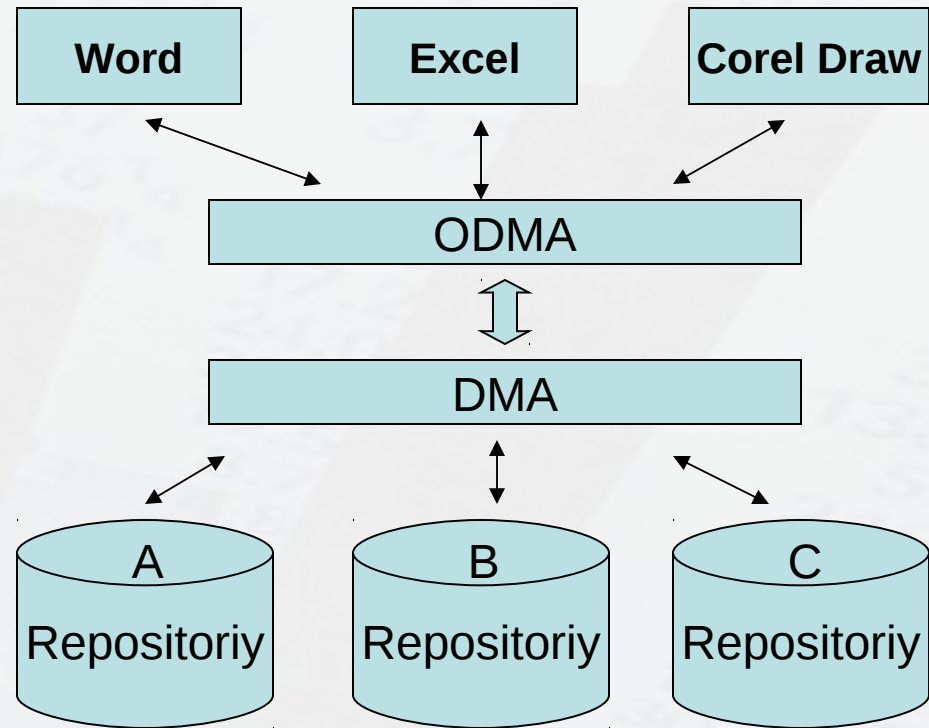 Word
Excel
Corel Draw
ODMA
DMA
A
B
C
Repositoriy
Repositoriy
Repositoriy